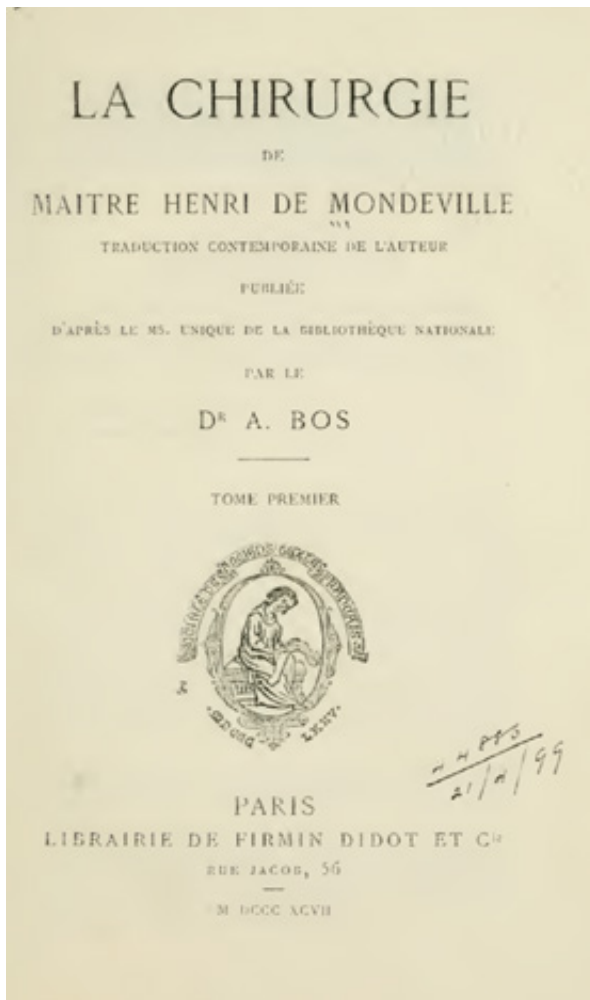 LA CHIRURGIE
DE
MAITRE HENRI DE MONDEVILLE
TRADUCTION CONTEMPORAINE DE L'AUTEUR
PUBLIÉE
D'APRÈS LE MS. UNIQUE DE LA BIBLIOTHÈQUE NATIONALE
PAR LE
DR A. BOS
TOME PREMIER
PARIS
LIBRAIRIE DE FIRMIN DIDOT ET Cie
RUE JACOB, 56
M DCCC XCVII